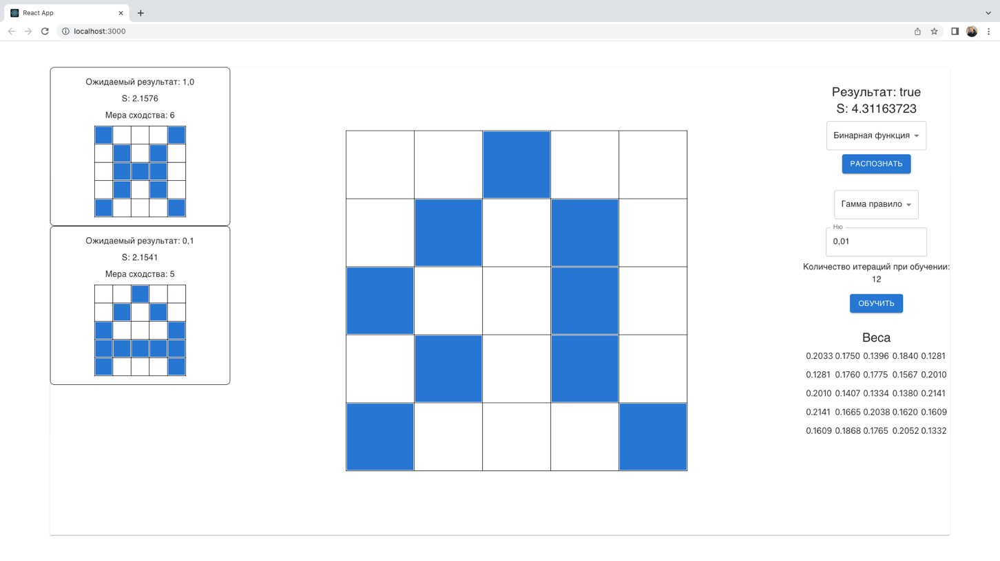 React App
localhost:3000
Ожидаемый результат: 1,0
S: 2.1576
Мера сходства: 6
Ожидаемый результат: 0,1
S: 2.1541
Мера сходства: 5
Результат: true
S: 4.31163723
Бинарная функция
РАСПОЗНАТЬ
Гамма правило
Ню
0,01
Количество итераций при обучении:
12
ОБУЧИТЬ
Веса
0.2033 0.1750 0.1396 0.1840 0.1281
0.1281 0.1760 0.1775 0.1567 0.2010
0.2010 0.1407 0.1334 0.1380 0.2141
0.2141 0.1665 0.2038 0.1620 0.1609
0.1609 0.1868 0.1765 0.2052 0.1332